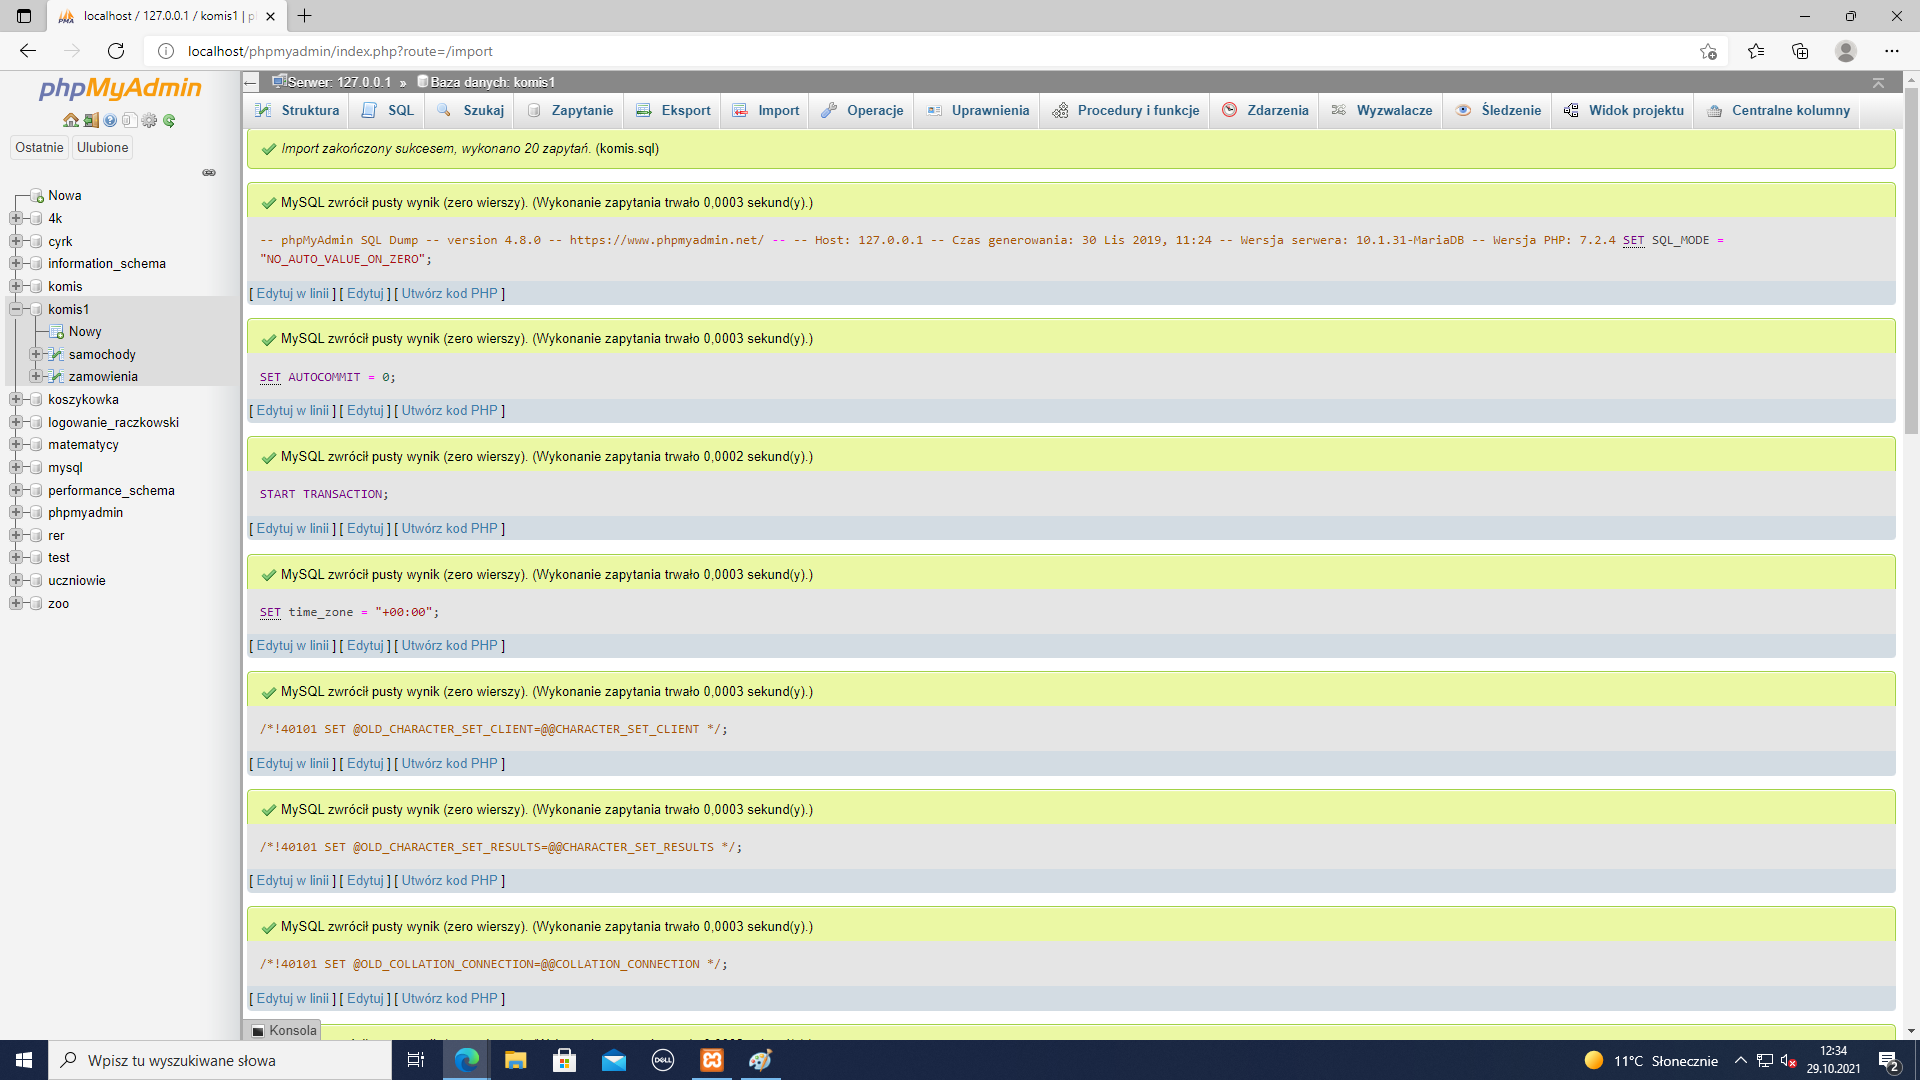 localhost / 127.0.0.1 / komis1 | p
localhost/phpmyadmin/index.php?route=/import
phpMyAdmin
Ostatnie Ulubione
Nowa
4k
cyrk
information_schema
komis
komis1
Nowy
samochody
zamowienia
koszykowka
logowanie_raczkowski
matematycy
mysql
performance_schema
phpmyadmin
rer
test
uczniowie
zoo
Serwer: 127.0.0.1 » Baza danych: komis1
Struktura SQL Szukaj Zapytanie Eksport Import Operacje Uprawnienia Procedury i funkcje Zdarzenia Wyzwalacze Śledzenie Widok projektu Centralne kolumny
Import zakończony sukcesem, wykonano 20 zapytań. (komis.sql)
MySQL zwrócił pusty wynik (zero wierszy). (Wykonanie zapytania trwało 0,0003 sekund(y).)
-- phpMyAdmin SQL Dump -- version 4.8.0 -- https://www.phpmyadmin.net/ -- -- Host: 127.0.0.1 -- Czas generowania: 30 Lis 2019, 11:24 -- Wersja serwera: 10.1.31-MariaDB -- Wersja PHP: 7.2.4 SET SQL_MODE =
"NO_AUTO_VALUE_ON_ZERO";
[ Edytuj w linii ] [ Edytuj ] [ Utwórz kod PHP ]
MySQL zwrócił pusty wynik (zero wierszy). (Wykonanie zapytania trwało 0,0003 sekund(y).)
SET AUTOCOMMIT = 0;
[ Edytuj w linii ] [ Edytuj ] [ Utwórz kod PHP ]
MySQL zwrócił pusty wynik (zero wierszy). (Wykonanie zapytania trwało 0,0002 sekund(y).)
START TRANSACTION;
[ Edytuj w linii ] [ Edytuj ] [ Utwórz kod PHP ]
MySQL zwrócił pusty wynik (zero wierszy). (Wykonanie zapytania trwało 0,0003 sekund(y).)
SET time_zone = "+00:00";
[ Edytuj w linii ] [ Edytuj ] [ Utwórz kod PHP ]
MySQL zwrócił pusty wynik (zero wierszy). (Wykonanie zapytania trwało 0,0003 sekund(y).)
/*!40101 SET @OLD_CHARACTER_SET_CLIENT=@@CHARACTER_SET_CLIENT */;
[ Edytuj w linii ] [ Edytuj ] [ Utwórz kod PHP ]
MySQL zwrócił pusty wynik (zero wierszy). (Wykonanie zapytania trwało 0,0003 sekund(y).)
/*!40101 SET @OLD_CHARACTER_SET_RESULTS=@@CHARACTER_SET_RESULTS */;
[ Edytuj w linii ] [ Edytuj ] [ Utwórz kod PHP ]
MySQL zwrócił pusty wynik (zero wierszy). (Wykonanie zapytania trwało 0,0003 sekund(y).)
/*!40101 SET @OLD_COLLATION_CONNECTION=@@COLLATION_CONNECTION */;
[ Edytuj w linii ] [ Edytuj ] [ Utwórz kod PHP ]
Konsola
Wpisz tu wyszukiwane słowa
DELL
11°C Słonecznie
12:34
29.10.2021
2